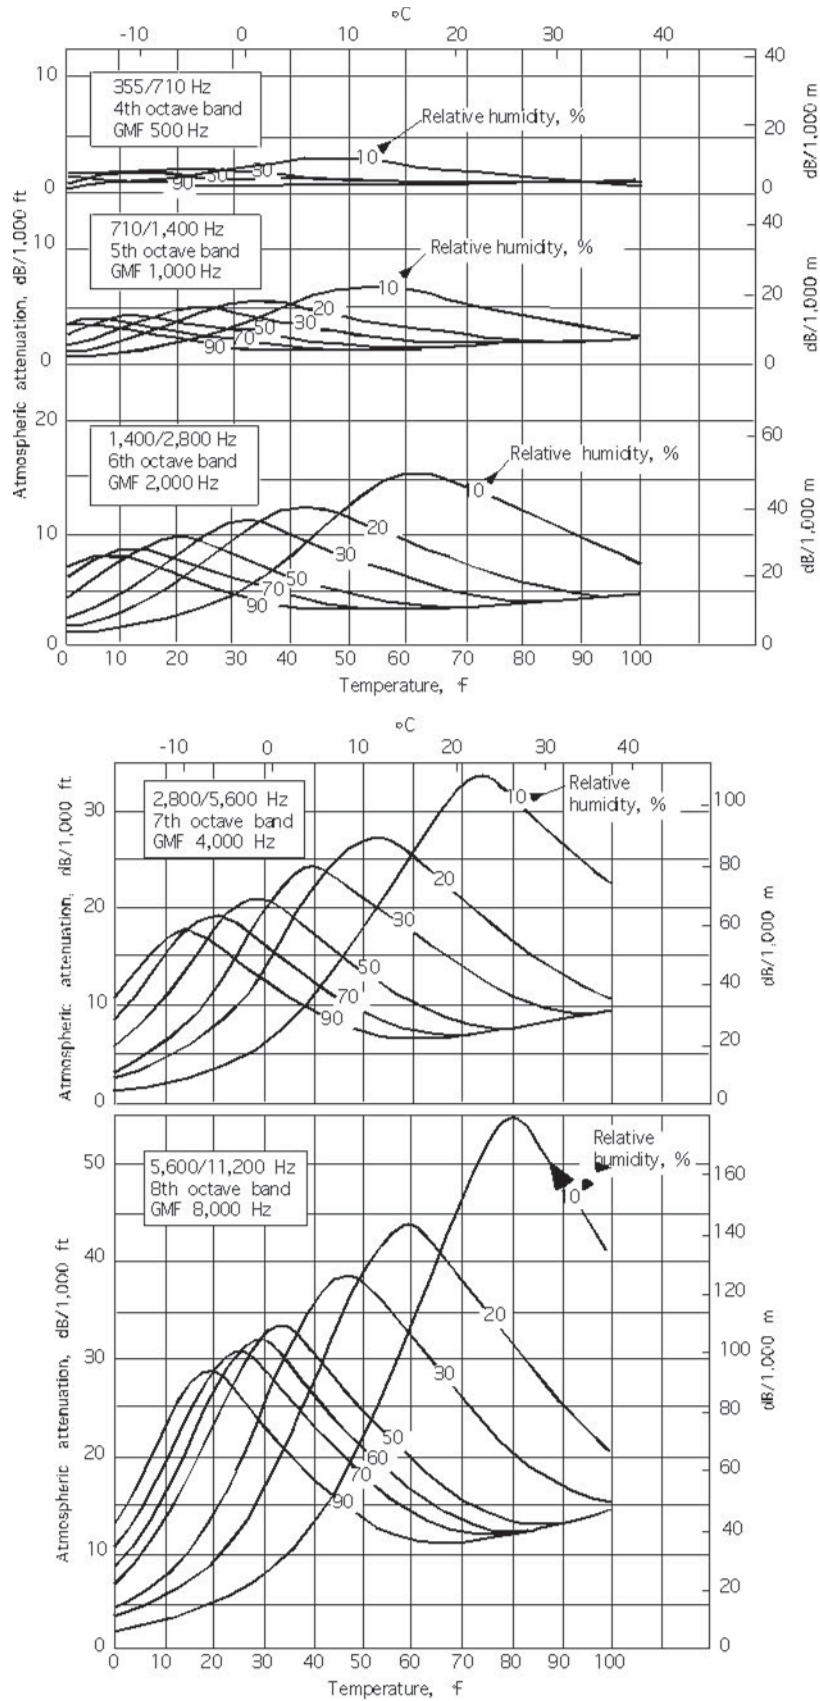 °C
-10 0 10 20 30 40
355/710 Hz
4th octave band
GMF 500 Hz
Relative humidity, %
10
30
50
90
10
0
40
20
0
dB/1,000 m
710/1,400 Hz
5th octave band
GMF 1,000 Hz
Relative humidity, %
10
20
30
50
70
90
10
0
40
20
0
dB/1,000 m
Atmospheric attenuation, dB/1,000 ft
1,400/2,800 Hz
6th octave band
GMF 2,000 Hz
Relative humidity, %
10
20
30
50
70
90
20
10
0
60
40
20
0
dB/1,000 m
0 10 20 30 40 50 60 70 80 90 100
Temperature, °F
°C
-10 0 10 20 30 40
2,800/5,600 Hz
7th octave band
GMF 4,000 Hz
Relative
humidity, %
10
20
30
50
70
90
30
20
10
0
Atmospheric attenuation, dB/1,000 ft
100
80
60
40
20
0
dB/1,000 m
5,600/11,200 Hz
8th octave band
GMF 8,000 Hz
Relative
humidity, %
10
20
30
50
60
70
90
50
40
30
20
10
0
Atmospheric attenuation, dB/1,000 ft
160
140
120
100
80
60
40
20
0
dB/1,000 m
0 10 20 30 40 50 60 70 80 90 100
Temperature, °F